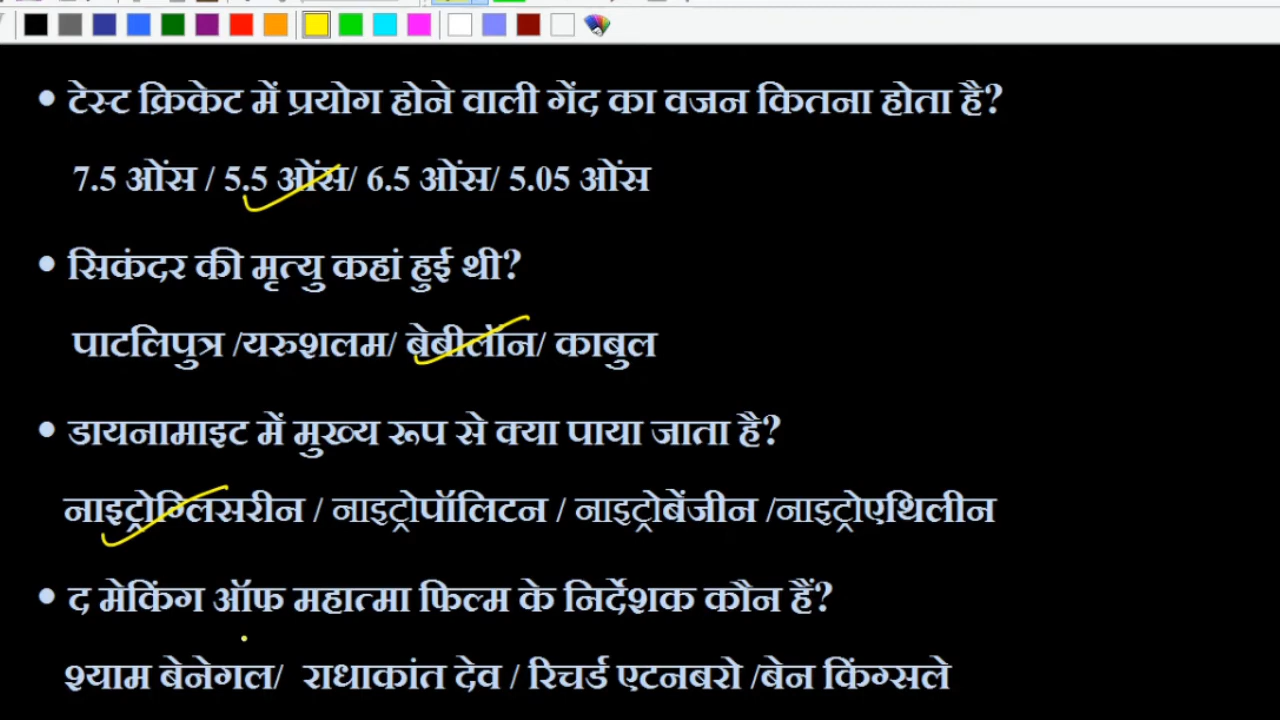 • टेस्ट क्रिकेट में प्रयोग होने वाली गेंद का वजन कितना होता है?
7.5 ओंस / 5.5 ओंस/ 6.5 ओंस/ 5.05 ओंस
• सिकंदर की मृत्यु कहां हुई थी?
पाटलिपुत्र /यरुशलम/ बेबीलॉन/ काबुल
• डायनामाइट में मुख्य रूप से क्या पाया जाता है?
नाइट्रोग्लिसरीन / नाइट्रोपॉलिटन / नाइट्रोबेंजीन /नाइट्रोएथिलीन
• द मेकिंग ऑफ महात्मा फिल्म के निर्देशक कौन हैं?
श्याम बेनेगल/ राधाकांत देव / रिचर्ड एटनबरो /बेन किंग्सले